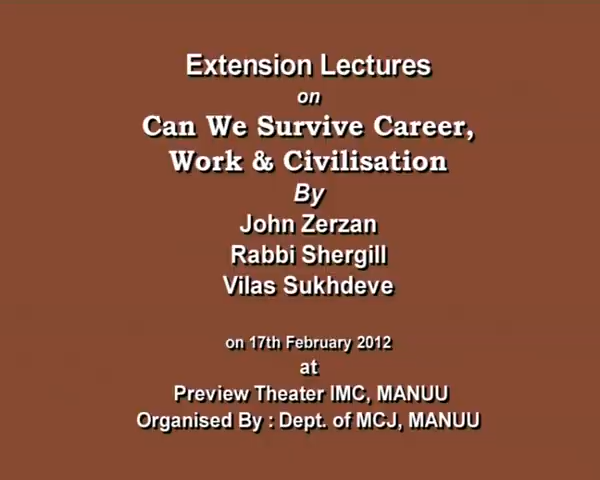 Extension Lectures
on
Can We Survive Career,
Work & Civilisation
By
John Zerzan
Rabbi Shergill
Vilas Sukhdeve
on 17th February 2012
at
Preview Theater IMC, MANUU
Organised By : Dept. of MCJ, MANUU